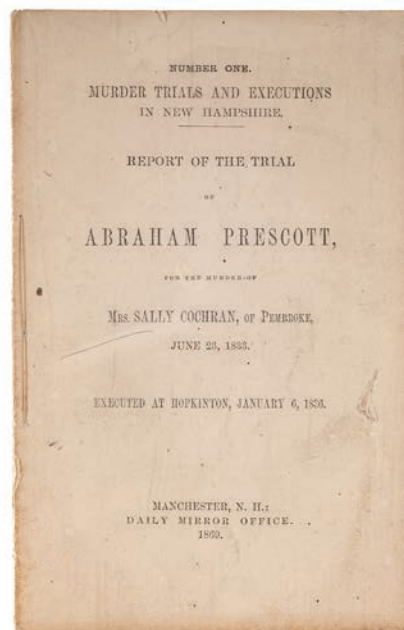 NUMBER ONE.
MURDER TRIALS AND EXECUTIONS
IN NEW HAMPSHIRE.
REPORT OF THE TRIAL
OF
ABRAHAM PRESCOTT,
FOR THE MURDER OF
MRS. SALLY COCHRAN, OF PEMBROKE,
JUNE 23, 1833.
EXECUTED AT HOPKINTON, JANUARY 6, 1836.
MANCHESTER, N. H.:
DAILY MIRROR OFFICE.
1869.